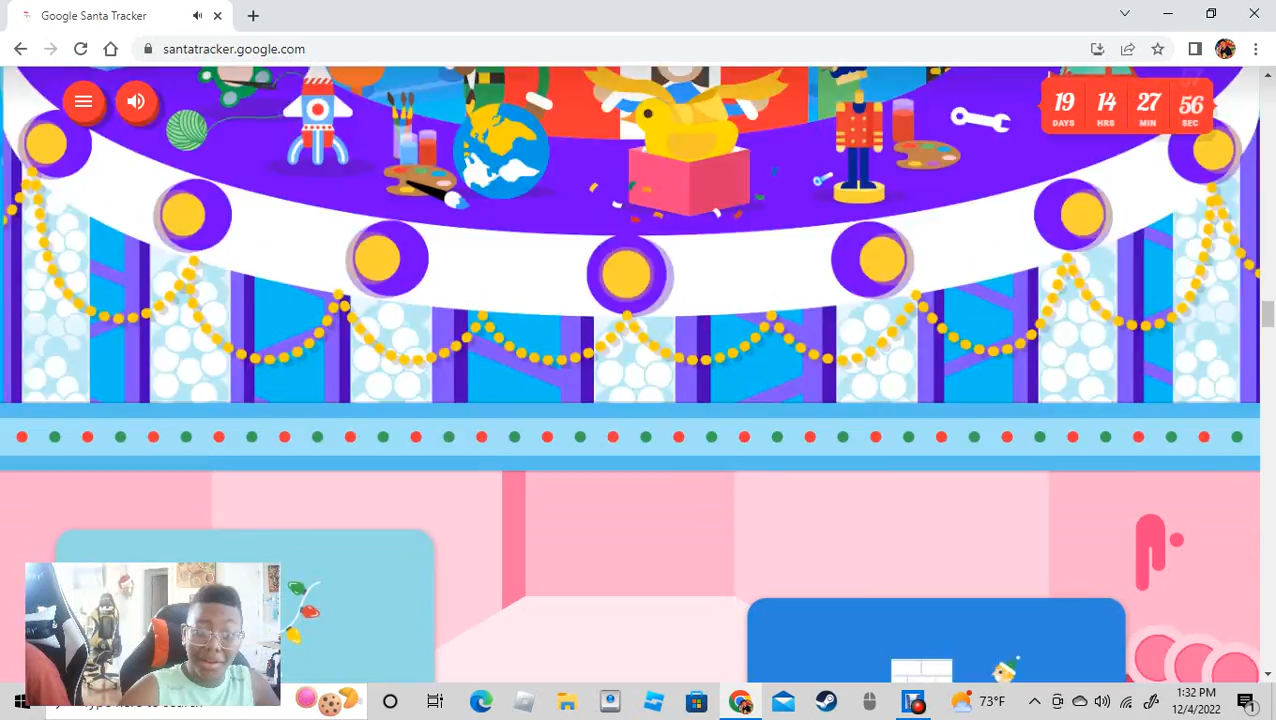 Google Santa Tracker
santatracker.google.com
19 14 27 56
DAYS HRS MIN SEC
73°F
1:32 PM
12/4/2022
1